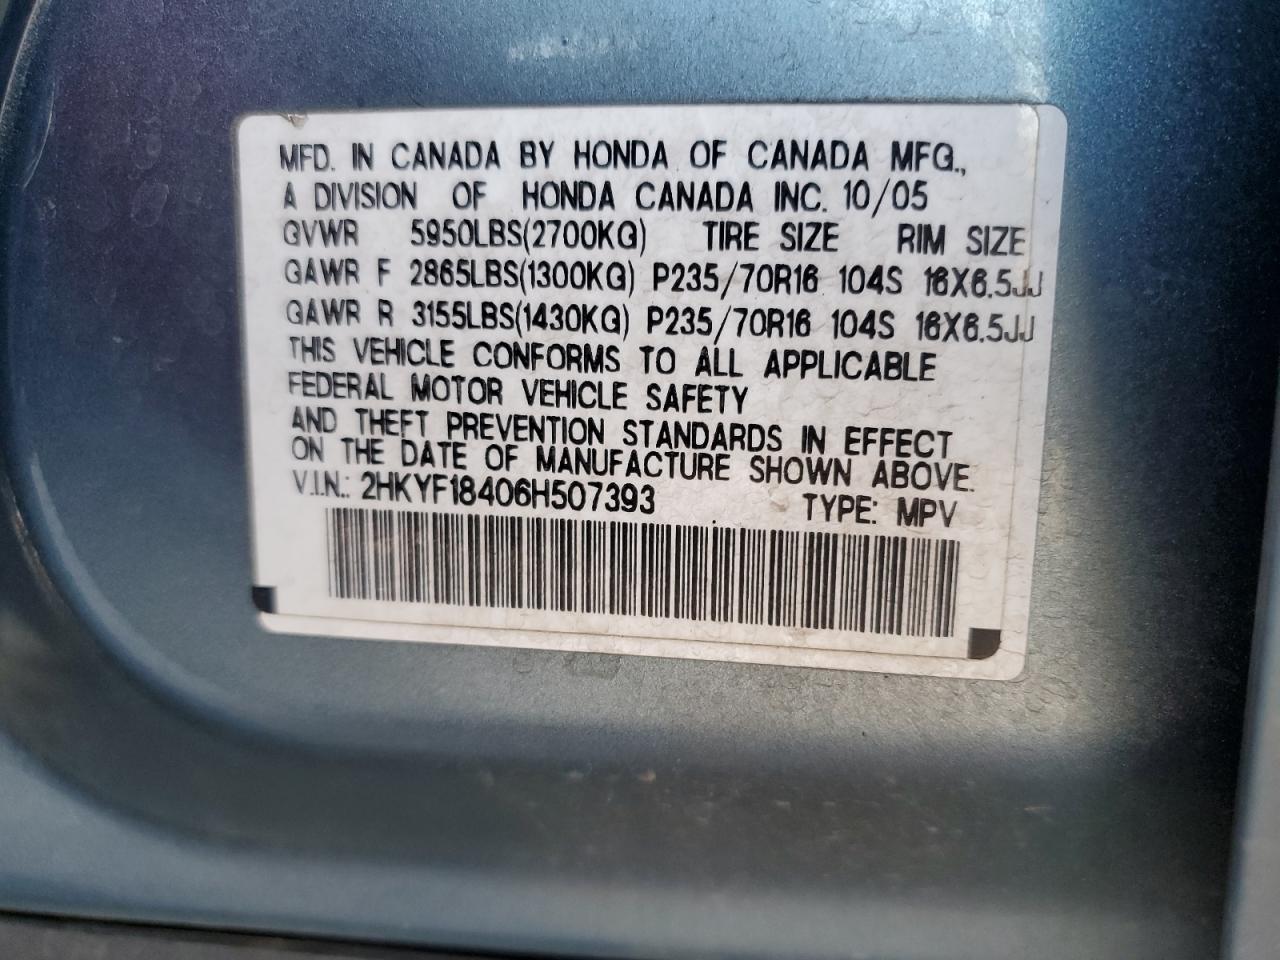 MFD. IN CANADA BY HONDA OF CANADA MFG.,
A DIVISION OF HONDA CANADA INC. 10/05
GVWR 5950LBS(2700KG) TIRE SIZE RIM SIZE
GAWR F 2865LBS(1300KG) P235/70R16 104S 16X6.5JJ
GAWR R 3155LBS(1430KG) P235/70R16 104S 16X6.5JJ
THIS VEHICLE CONFORMS TO ALL APPLICABLE
FEDERAL MOTOR VEHICLE SAFETY
AND THEFT PREVENTION STANDARDS IN EFFECT
ON THE DATE OF MANUFACTURE SHOWN ABOVE.
V.I.N.: 2HKYF18406H507393 TYPE: MPV